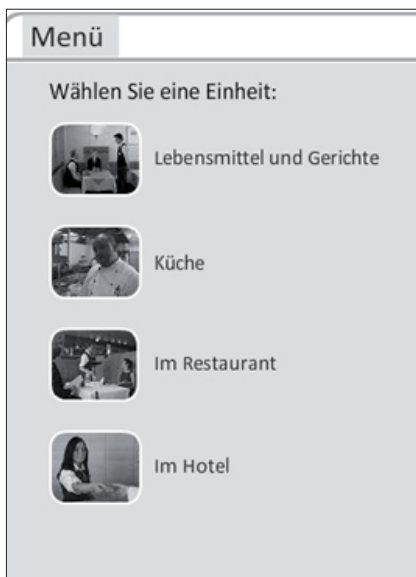 Menü
Wählen Sie eine Einheit:
Lebensmittel und Gerichte
Küche
Im Restaurant
Im Hotel